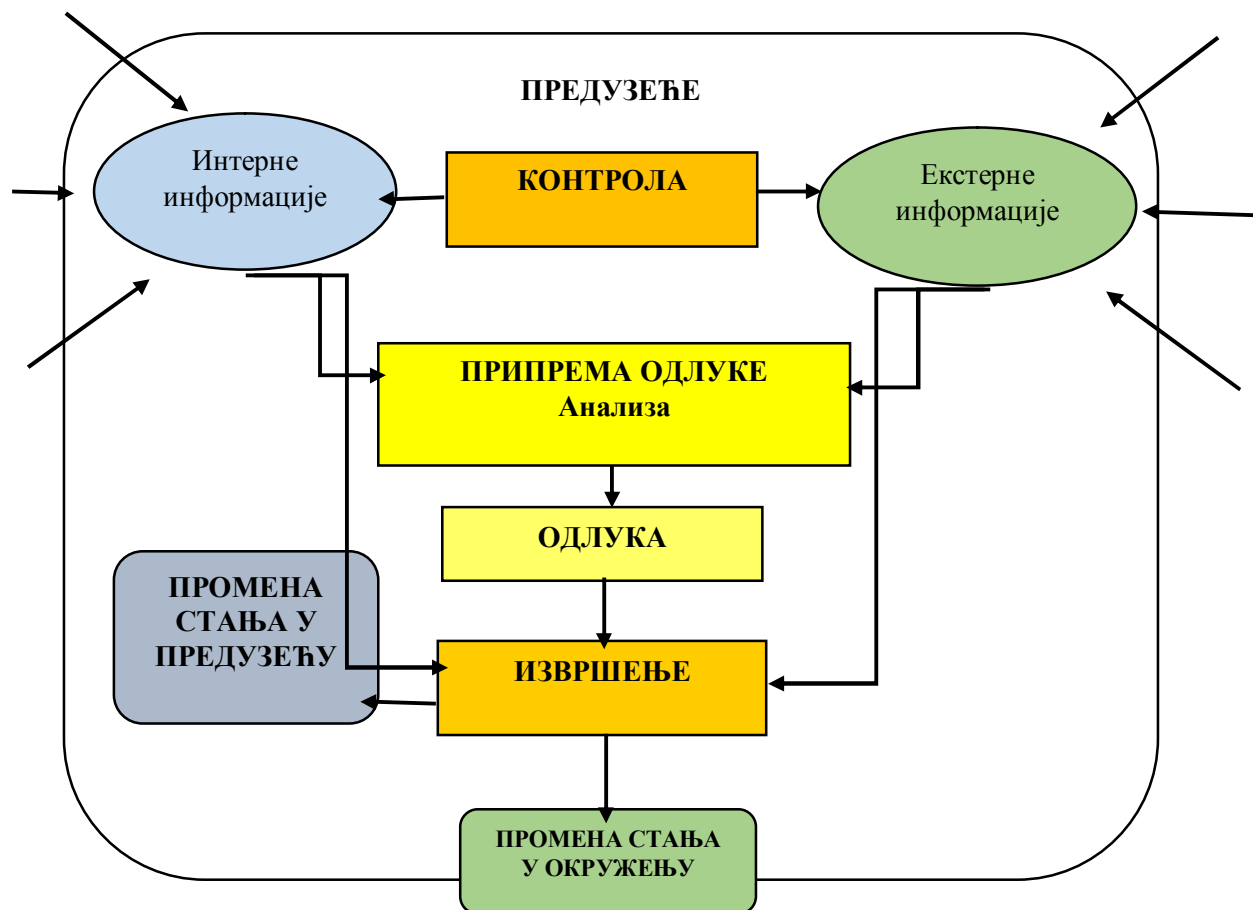 ПРЕДУЗЕЋЕ
Интерне
информације
КОНТРОЛА
Екстерне
информације
ПРИПРЕМА ОДЛУКЕ
Анализа
ОДЛУКА
ПРОМЕНА
СТАЊА У
ПРЕДУЗЕЋУ
ИЗВРШЕЊЕ
ПРОМЕНА СТАЊА
У ОКРУЖЕЊУ